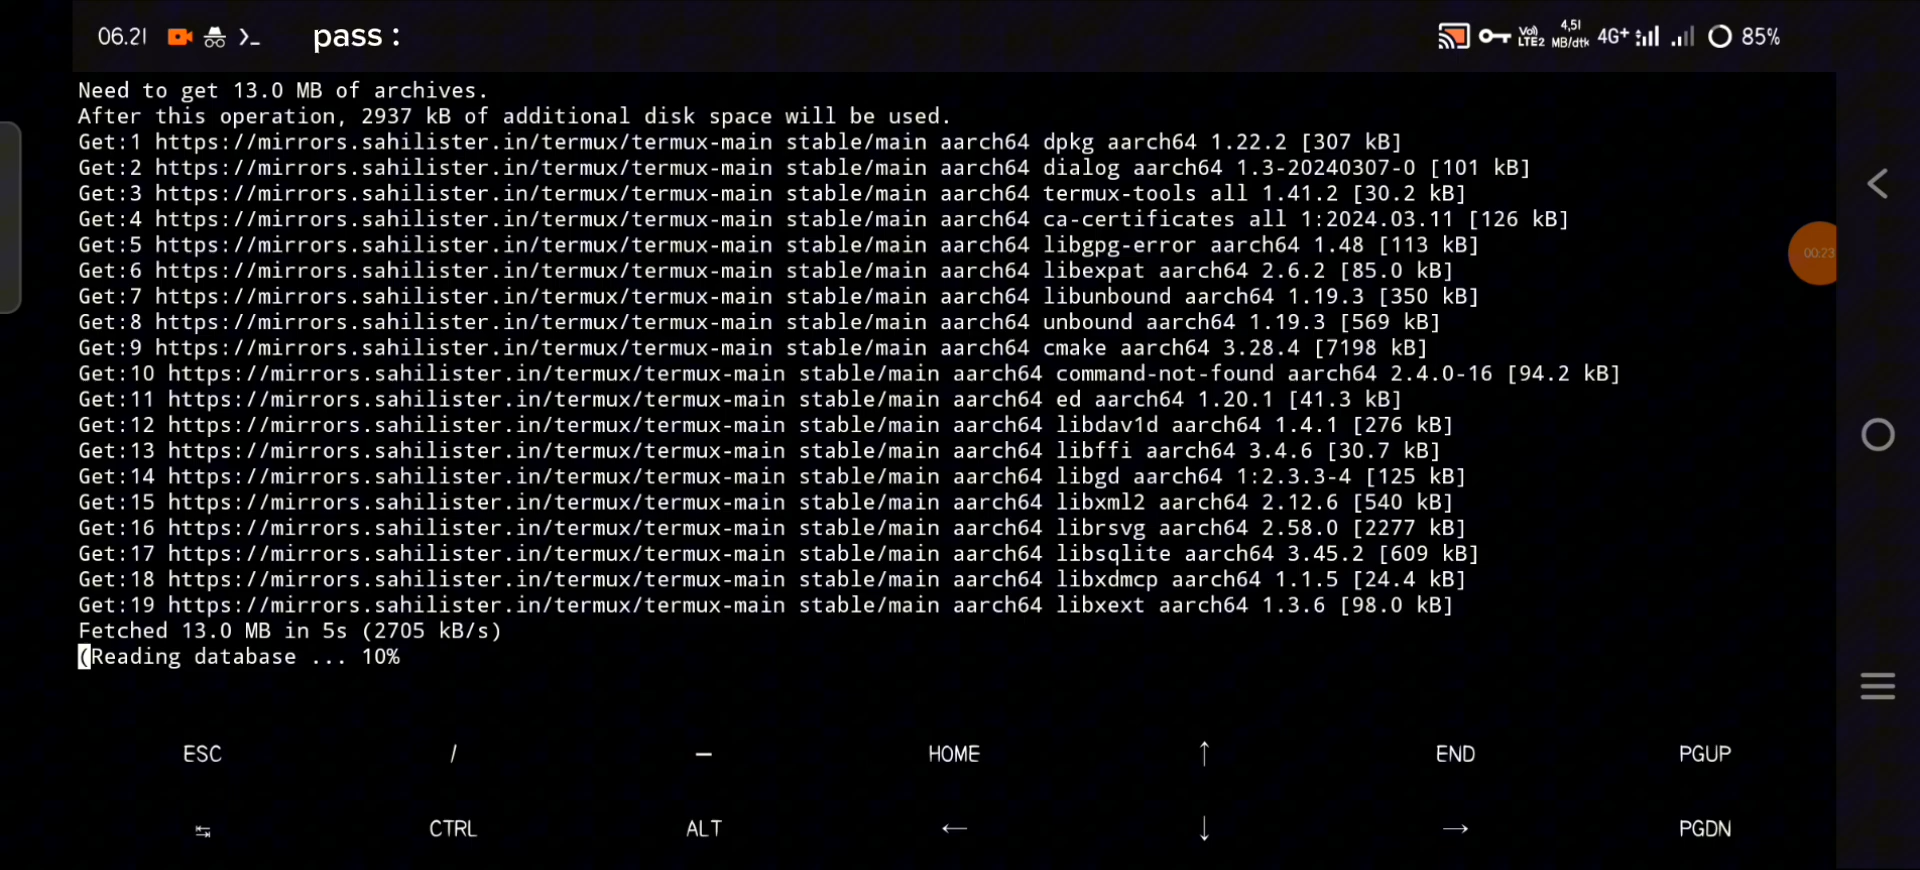 06.21 pass : Vo) LTE2 4,51 MB/dtk 4G+ 85%
Need to get 13.0 MB of archives.
After this operation, 2937 kB of additional disk space will be used.
Get:1 https://mirrors.sahilister.in/termux/termux-main stable/main aarch64 dpkg aarch64 1.22.2 [307 kB]
Get:2 https://mirrors.sahilister.in/termux/termux-main stable/main aarch64 dialog aarch64 1.3-20240307-0 [101 kB]
Get:3 https://mirrors.sahilister.in/termux/termux-main stable/main aarch64 termux-tools all 1.41.2 [30.2 kB]
Get:4 https://mirrors.sahilister.in/termux/termux-main stable/main aarch64 ca-certificates all 1:2024.03.11 [126 kB]
Get:5 https://mirrors.sahilister.in/termux/termux-main stable/main aarch64 libgpg-error aarch64 1.48 [113 kB]
Get:6 https://mirrors.sahilister.in/termux/termux-main stable/main aarch64 libexpat aarch64 2.6.2 [85.0 kB]
Get:7 https://mirrors.sahilister.in/termux/termux-main stable/main aarch64 libunbound aarch64 1.19.3 [350 kB]
Get:8 https://mirrors.sahilister.in/termux/termux-main stable/main aarch64 unbound aarch64 1.19.3 [569 kB]
Get:9 https://mirrors.sahilister.in/termux/termux-main stable/main aarch64 cmake aarch64 3.28.4 [7198 kB]
Get:10 https://mirrors.sahilister.in/termux/termux-main stable/main aarch64 command-not-found aarch64 2.4.0-16 [94.2 kB]
Get:11 https://mirrors.sahilister.in/termux/termux-main stable/main aarch64 ed aarch64 1.20.1 [41.3 kB]
Get:12 https://mirrors.sahilister.in/termux/termux-main stable/main aarch64 libdav1d aarch64 1.4.1 [276 kB]
Get:13 https://mirrors.sahilister.in/termux/termux-main stable/main aarch64 libffi aarch64 3.4.6 [30.7 kB]
Get:14 https://mirrors.sahilister.in/termux/termux-main stable/main aarch64 libgd aarch64 1:2.3.3-4 [125 kB]
Get:15 https://mirrors.sahilister.in/termux/termux-main stable/main aarch64 libxml2 aarch64 2.12.6 [540 kB]
Get:16 https://mirrors.sahilister.in/termux/termux-main stable/main aarch64 librsvg aarch64 2.58.0 [2277 kB]
Get:17 https://mirrors.sahilister.in/termux/termux-main stable/main aarch64 libsqlite aarch64 3.45.2 [609 kB]
Get:18 https://mirrors.sahilister.in/termux/termux-main stable/main aarch64 libxdmcp aarch64 1.1.5 [24.4 kB]
Get:19 https://mirrors.sahilister.in/termux/termux-main stable/main aarch64 libxext aarch64 1.3.6 [98.0 kB]
Fetched 13.0 MB in 5s (2705 kB/s)
(Reading database ... 10%
00:23
ESC / — HOME ↑ END PGUP
↹ CTRL ALT ← ↓ → PGDN